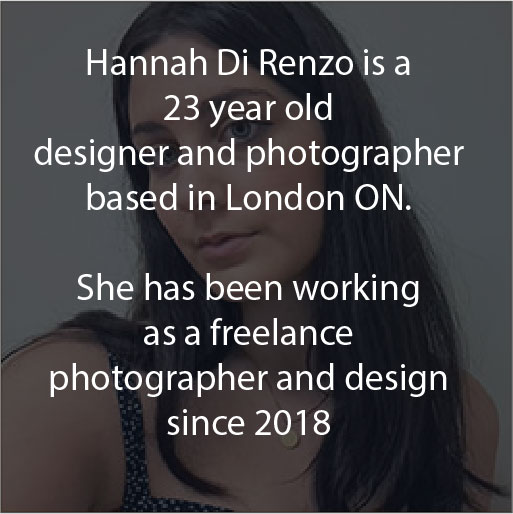 Hannah Di Renzo is a
23 year old
designer and photographer
based in London ON.
She has been working
as a freelance
photographer and design
since 2018